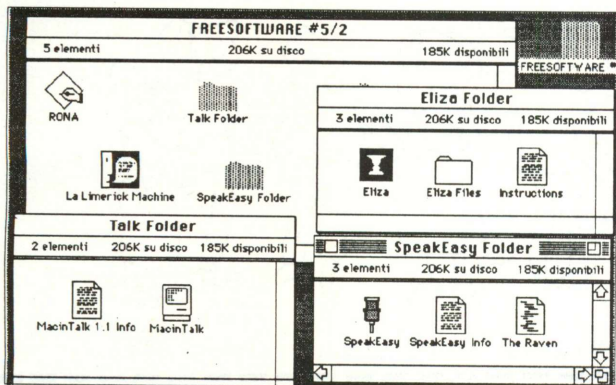 FREESOFTWARE #5/2
5 elementi 206K su disco 185K disponibili
FREESOFTWARE
RONA
Talk Folder
La Limerick Machine
SpeakEasy Folder
Eliza Folder
3 elementi 206K su disco 185K disponibili
Eliza
Eliza Files
Instructions
Talk Folder
2 elementi 206K su disco 185K disponibili
MacinTalk 1.1 Info
MacinTalk
SpeakEasy Folder
3 elementi 206K su disco 185K disponibili
SpeakEasy
SpeakEasy Info
The Raven